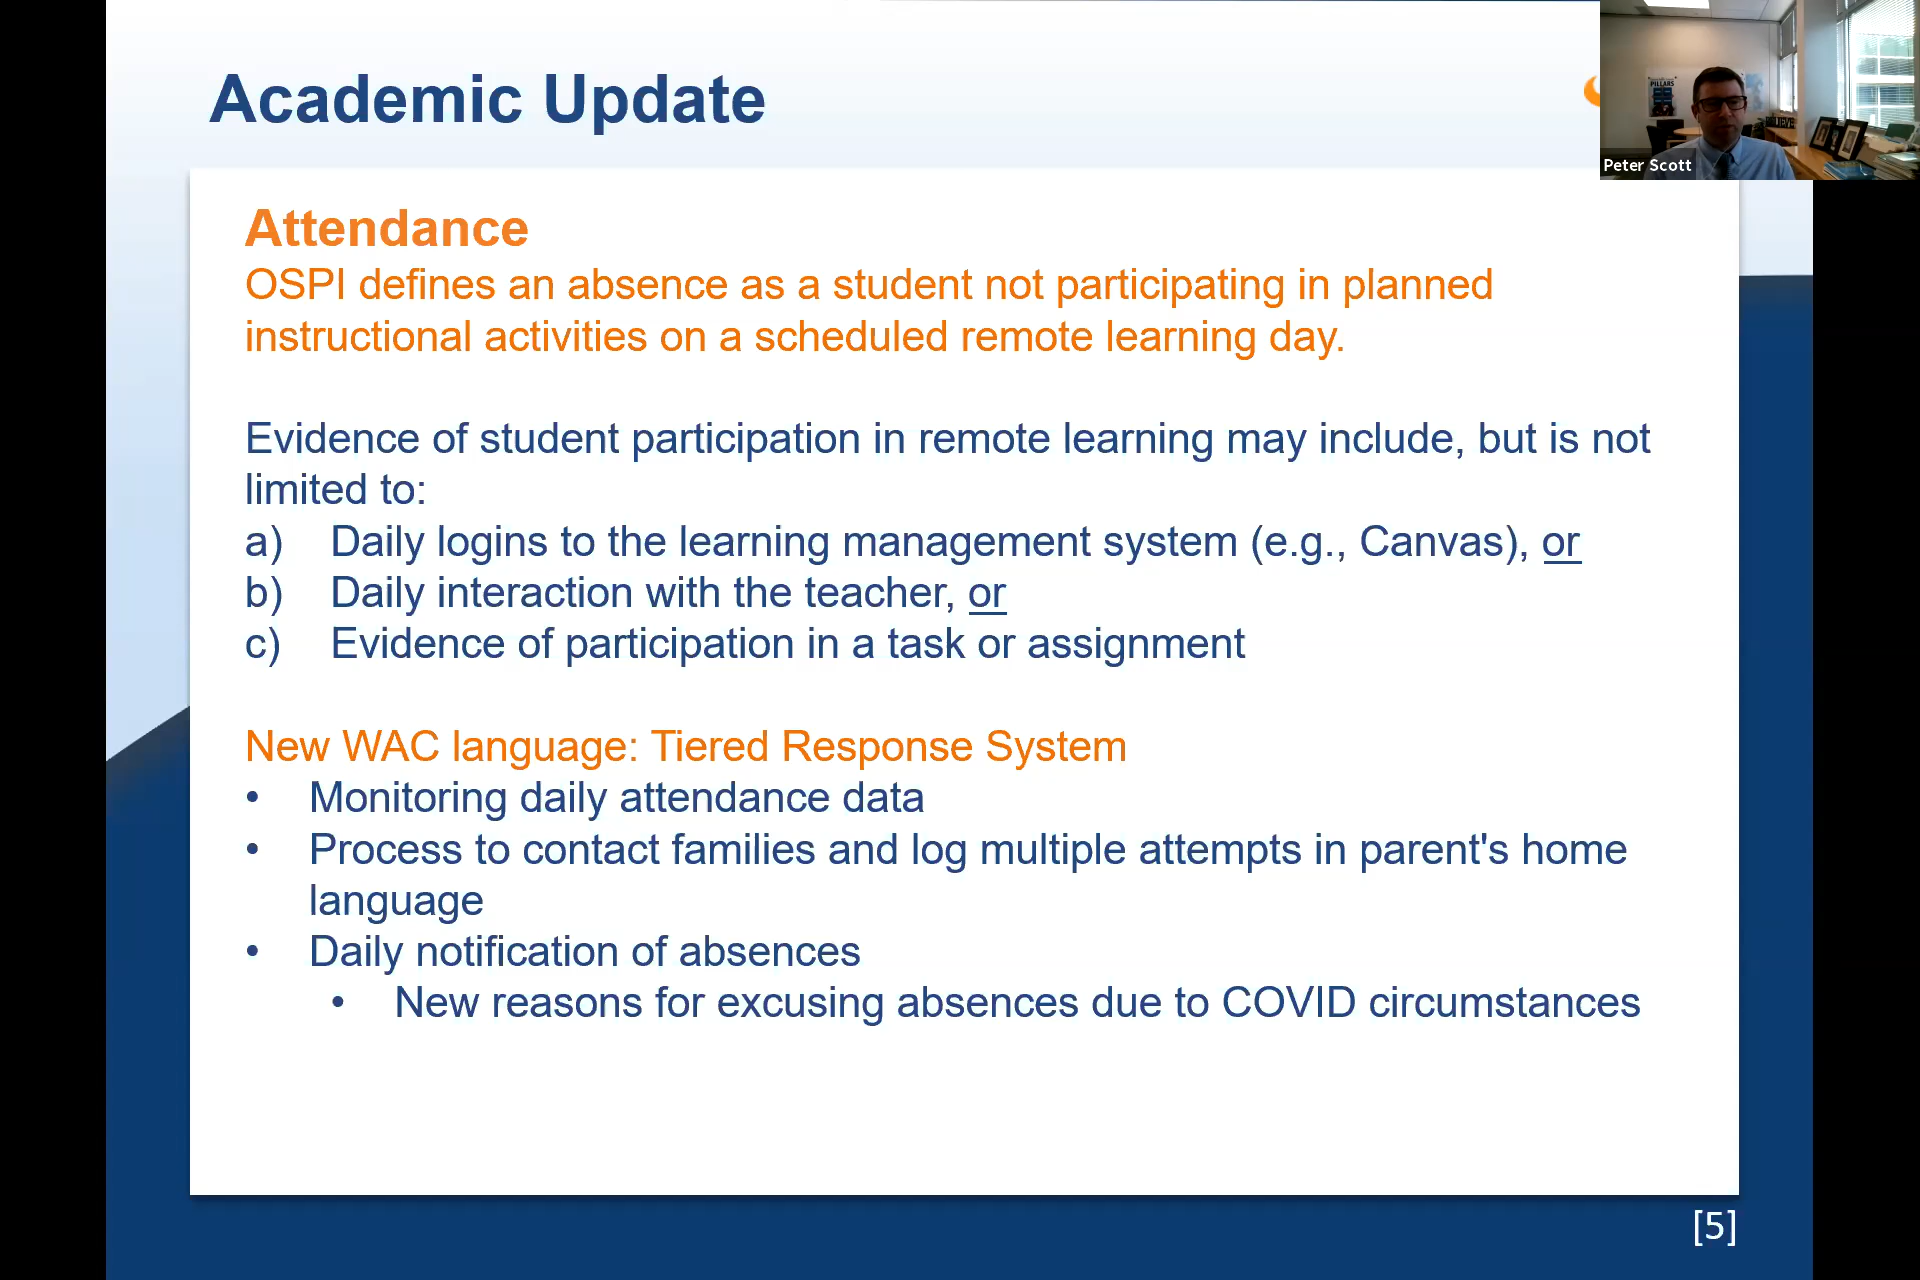 Academic Update
PILLARS
Peter Scott
Attendance
OSPI defines an absence as a student not participating in planned
instructional activities on a scheduled remote learning day.
Evidence of student participation in remote learning may include, but is not
limited to:
a) Daily logins to the learning management system (e.g., Canvas), or
b) Daily interaction with the teacher, or
c) Evidence of participation in a task or assignment
New WAC language: Tiered Response System
• Monitoring daily attendance data
• Process to contact families and log multiple attempts in parent's home
language
• Daily notification of absences
• New reasons for excusing absences due to COVID circumstances
[5]